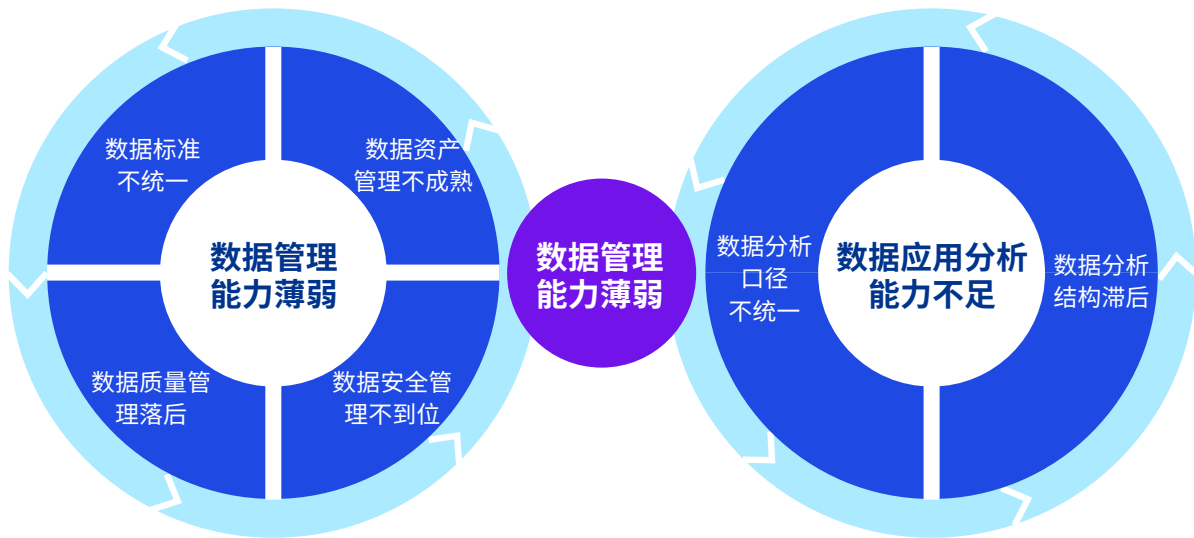 数据标准
不统一
数据资产
管理不成熟
数据管理
能力薄弱
数据质量管
理落后
数据安全管
理不到位
数据管理
能力薄弱
数据分析
口径
不统一
数据应用分析
能力不足
数据分析
结构滞后